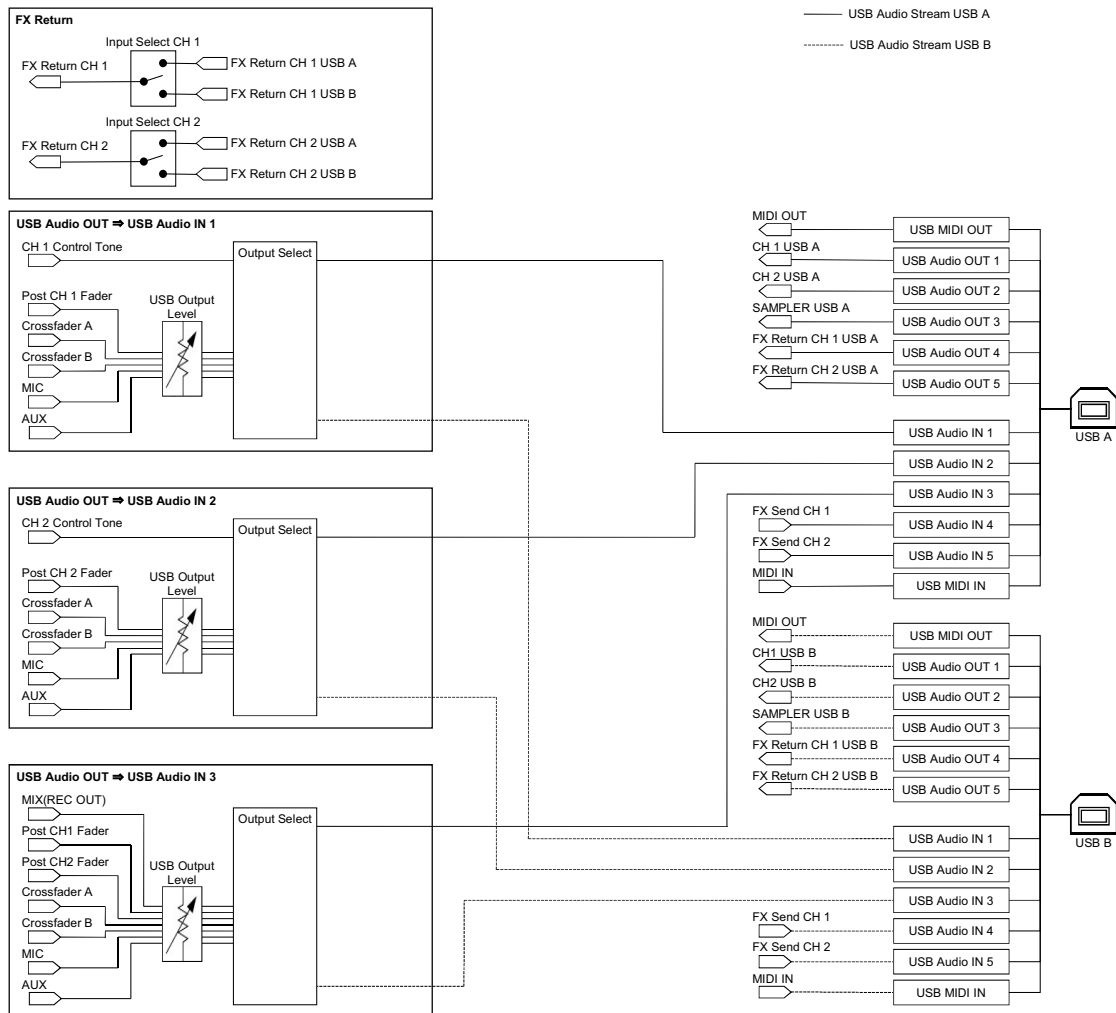 FX Return
Input Select CH 1
FX Return CH 1
FX Return CH 1 USB A
FX Return CH 1 USB B
Input Select CH 2
FX Return CH 2
FX Return CH 2 USB A
FX Return CH 2 USB B
USB Audio Stream USB A
USB Audio Stream USB B
USB Audio OUT ⇒ USB Audio IN 1
CH 1 Control Tone
Output Select
Post CH 1 Fader
USB Output
Level
Crossfader A
Crossfader B
MIC
AUX
USB Audio OUT ⇒ USB Audio IN 2
CH 2 Control Tone
Output Select
Post CH 2 Fader
USB Output
Level
Crossfader A
Crossfader B
MIC
AUX
USB Audio OUT ⇒ USB Audio IN 3
MIX(REC OUT)
Output Select
Post CH1 Fader
Post CH2 Fader
USB Output
Level
Crossfader A
Crossfader B
MIC
AUX
MIDI OUT
USB MIDI OUT
CH 1 USB A
USB Audio OUT 1
CH 2 USB A
USB Audio OUT 2
SAMPLER USB A
USB Audio OUT 3
FX Return CH 1 USB A
USB Audio OUT 4
FX Return CH 2 USB A
USB Audio OUT 5
USB A
USB Audio IN 1
USB Audio IN 2
USB Audio IN 3
FX Send CH 1
USB Audio IN 4
FX Send CH 2
USB Audio IN 5
MIDI IN
USB MIDI IN
MIDI OUT
USB MIDI OUT
CH1 USB B
USB Audio OUT 1
CH2 USB B
USB Audio OUT 2
SAMPLER USB B
USB Audio OUT 3
FX Return CH 1 USB B
USB Audio OUT 4
FX Return CH 2 USB B
USB Audio OUT 5
USB B
USB Audio IN 1
USB Audio IN 2
USB Audio IN 3
FX Send CH 1
USB Audio IN 4
FX Send CH 2
USB Audio IN 5
MIDI IN
USB MIDI IN